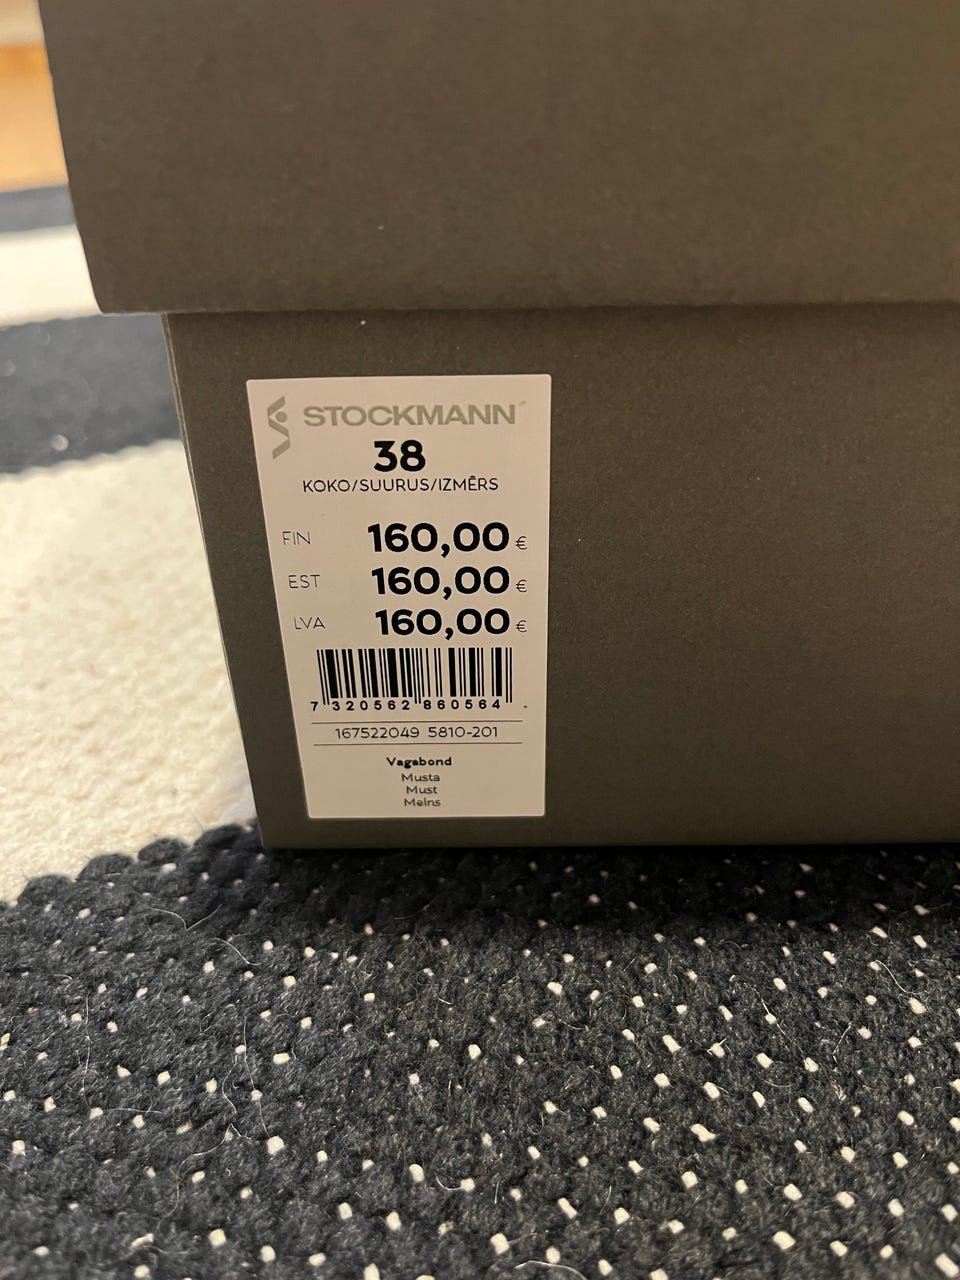 STOCKMANN
38
KOKO/SUURUS/IZMĒRS
FIN 160,00 €
EST 160,00 €
LVA 160,00 €
7 320562 860564
167522049 5810-201
Vagabond
Musta
Must
Melns